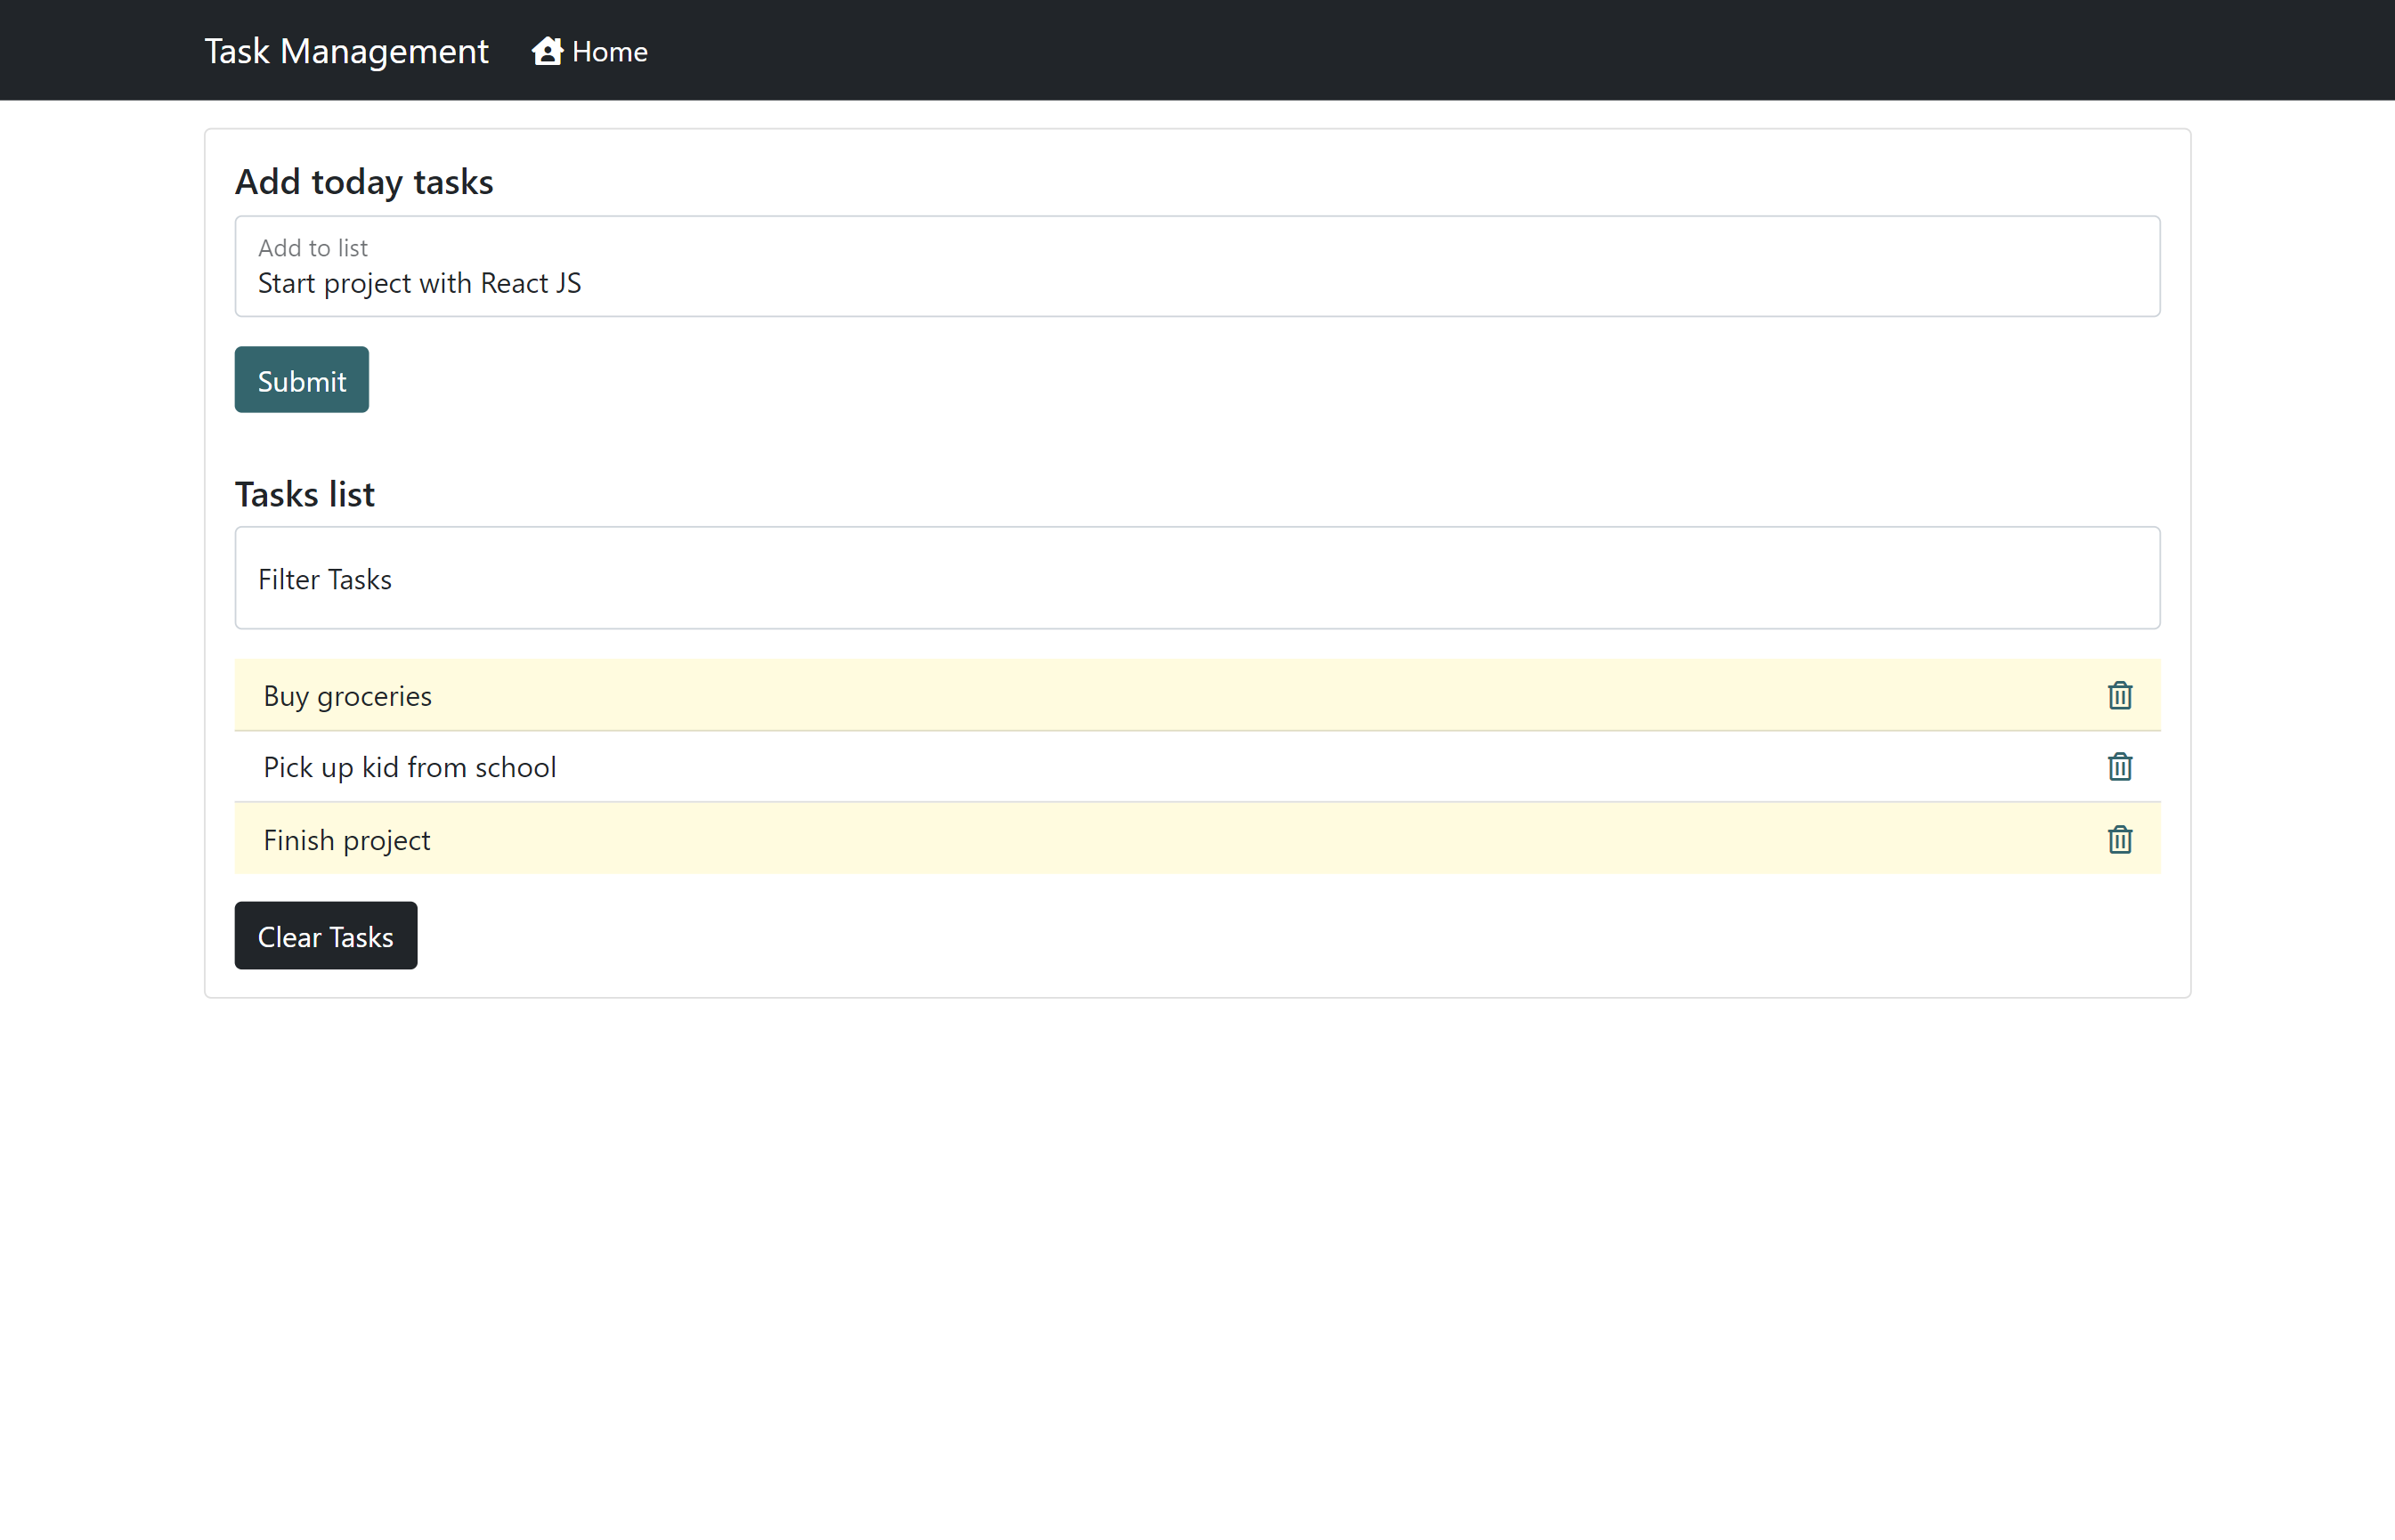 Task Management Home
Add today tasks
Add to list
Start project with React JS
Submit
Tasks list
Filter Tasks
Buy groceries
Pick up kid from school
Finish project
Clear Tasks